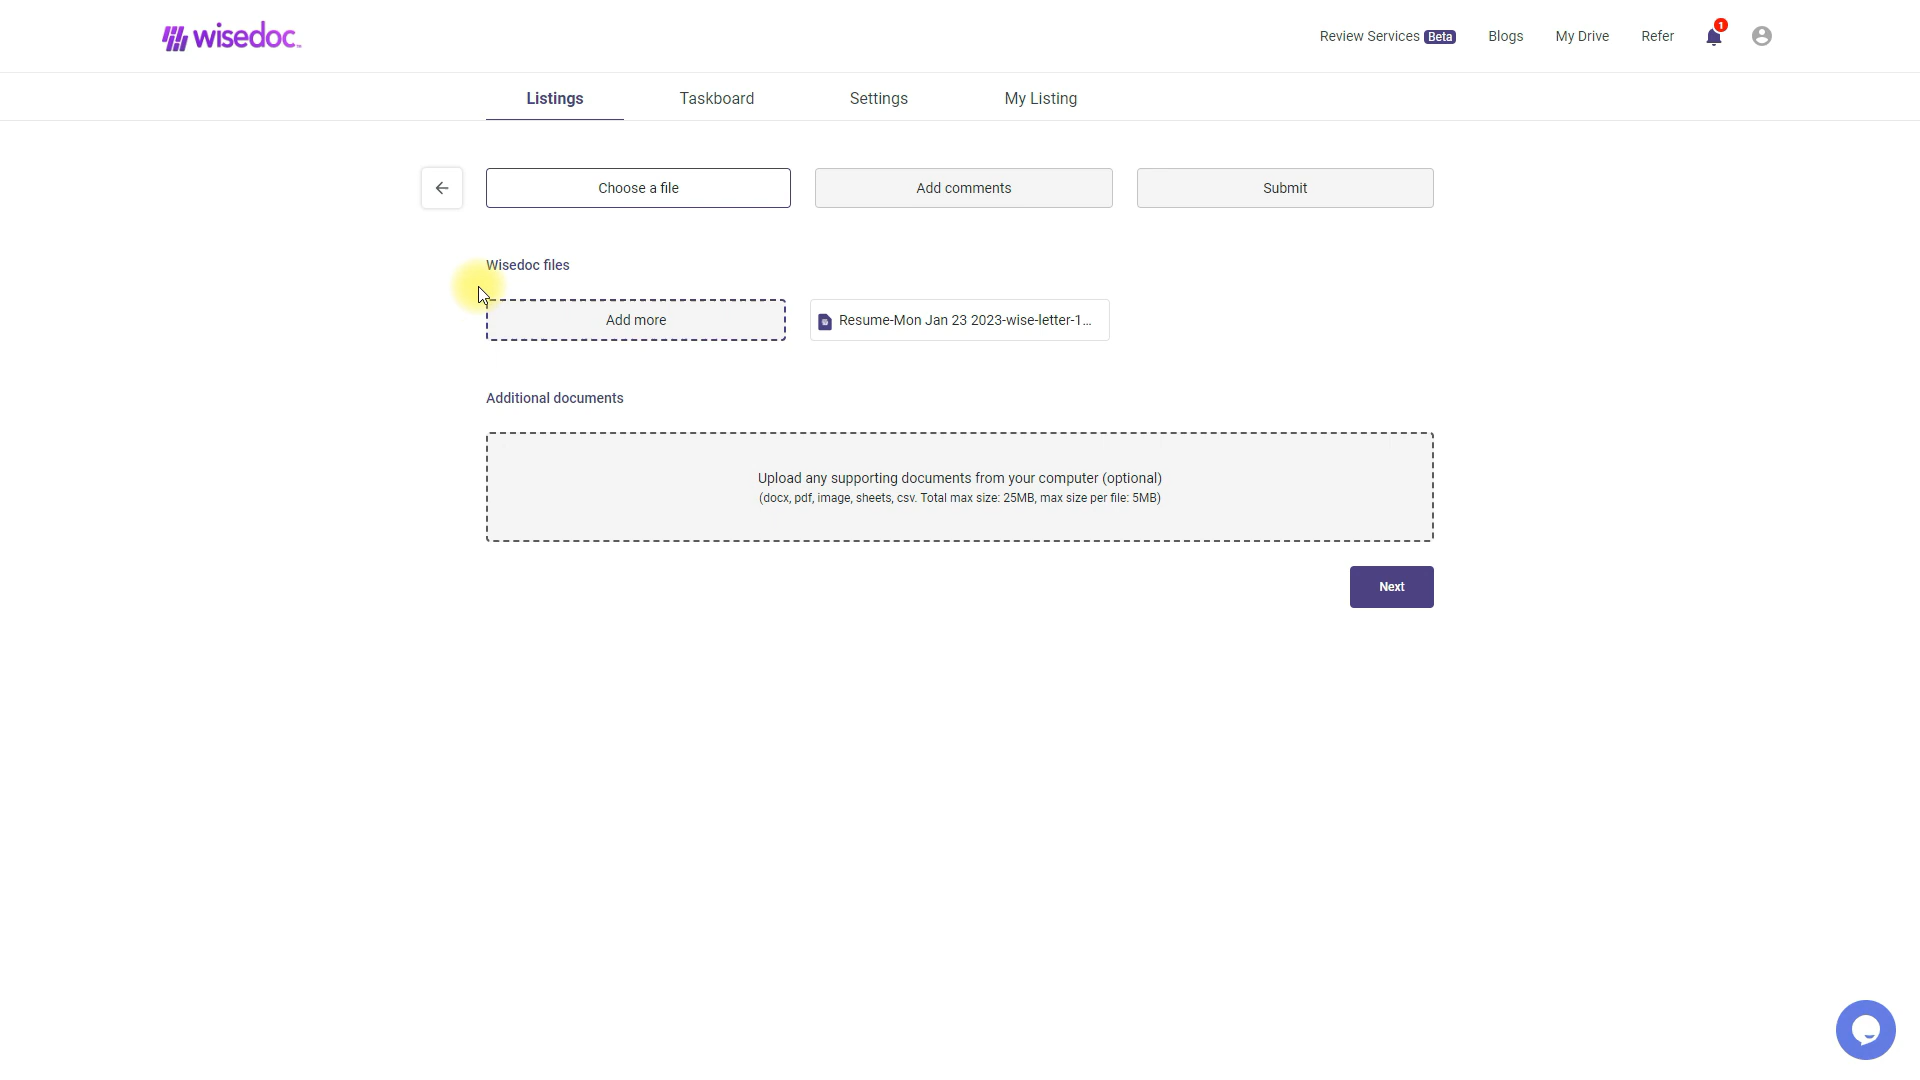 wisedoc
Review Services Beta
Blogs
My Drive
Refer
1
Listings
Taskboard
Settings
My Listing
Choose a file
Add comments
Submit
Wisedoc files
Add more
Resume-Mon Jan 23 2023-wise-letter-1...
Additional documents
Upload any supporting documents from your computer (optional)
(docx, pdf, image, sheets, csv. Total max size: 25MB, max size per file: 5MB)
Next